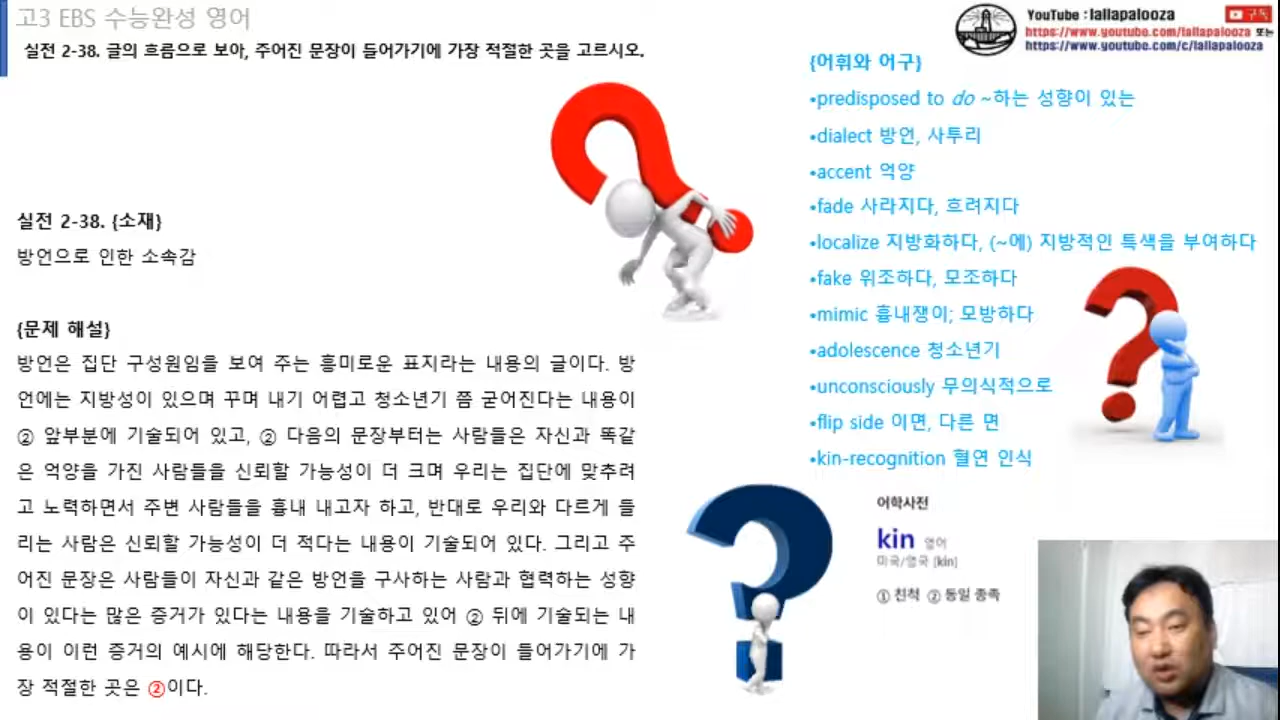 고3 EBS 수능완성 영어
실전 2-38. 글의 흐름으로 보아, 주어진 문장이 들어가기에 가장 적절한 곳을 고르시오.
YouTube : lallapalooza
구독
https://www.youtube.com/lallapalooza 또는
https://www.youtube.com/c/lallapalooza
실전 2-38. {소재}
방언으로 인한 소속감
{문제 해설}
방언은 집단 구성원임을 보여 주는 흥미로운 표지라는 내용의 글이다. 방
언에는 지방성이 있으며 꾸며 내기 어렵고 청소년기 쯤 굳어진다는 내용이
② 앞부분에 기술되어 있고, ② 다음의 문장부터는 사람들은 자신과 똑같
은 억양을 가진 사람들을 신뢰할 가능성이 더 크며 우리는 집단에 맞추려
고 노력하면서 주변 사람들을 흉내 내고자 하고, 반대로 우리와 다르게 들
리는 사람은 신뢰할 가능성이 더 적다는 내용이 기술되어 있다. 그리고 주
어진 문장은 사람들이 자신과 같은 방언을 구사하는 사람과 협력하는 성향
이 있다는 많은 증거가 있다는 내용을 기술하고 있어 ② 뒤에 기술되는 내
용이 이런 증거의 예시에 해당한다. 따라서 주어진 문장이 들어가기에 가
장 적절한 곳은 ②이다.
{어휘와 어구}
•predisposed to do ~하는 성향이 있는
•dialect 방언, 사투리
•accent 억양
•fade 사라지다, 흐려지다
•localize 지방화하다, (~에) 지방적인 특색을 부여하다
•fake 위조하다, 모조하다
•mimic 흉내쟁이; 모방하다
•adolescence 청소년기
•unconsciously 무의식적으로
•flip side 이면, 다른 면
•kin-recognition 혈연 인식
어학사전
kin 영어
미국/영국 [kin]
① 친척 ② 동일 종족